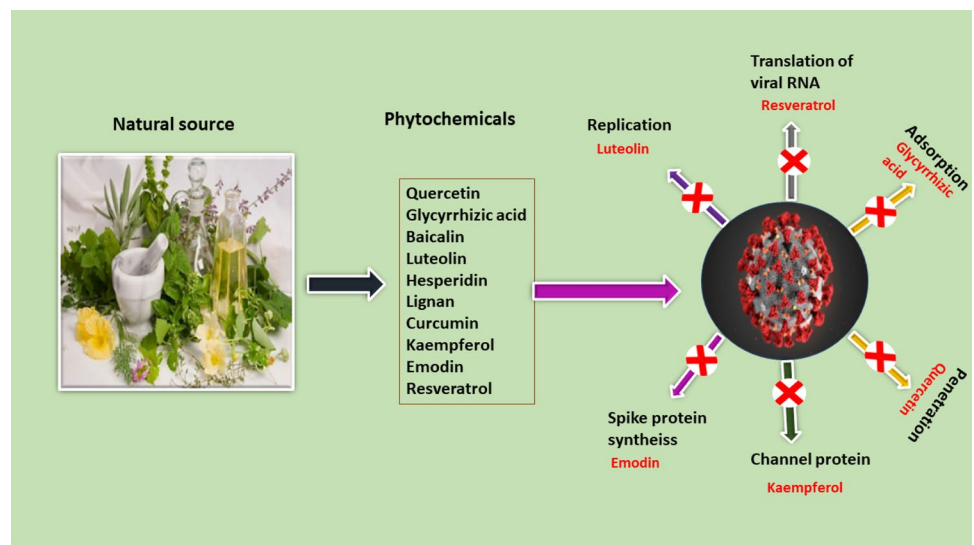 Natural source
Phytochemicals
Quercetin
Glycyrrhizic acid
Baicalin
Luteolin
Hesperidin
Lignan
Curcumin
Kaempferol
Emodin
Resveratrol
Replication
Luteolin
Translation of
viral RNA
Resveratrol
Adsorption
Glycyrrhizic
acid
Penetration
Quercetin
Channel protein
Kaempferol
Spike protein
syntheiss
Emodin